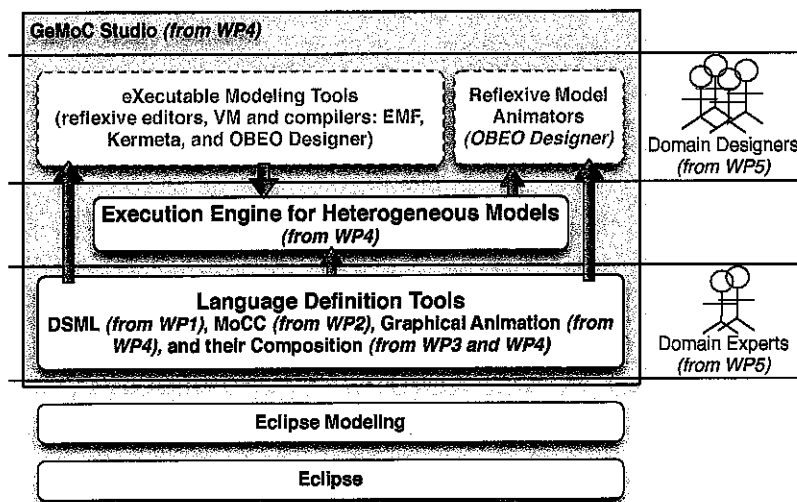 GeMoC Studio (from WP4)
eXecutable Modeling Tools
(reflexive editors, VM and compilers: EMF,
Kermeta, and OBEO Designer)
Reflexive Model
Animators
(OBEO Designer)
Domain Designers
(from WP5)
Execution Engine for Heterogeneous Models
(from WP4)
Language Definition Tools
DSML (from WP1), MoCC (from WP2), Graphical Animation (from
WP4), and their Composition (from WP3 and WP4)
Domain Experts
(from WP5)
Eclipse Modeling
Eclipse